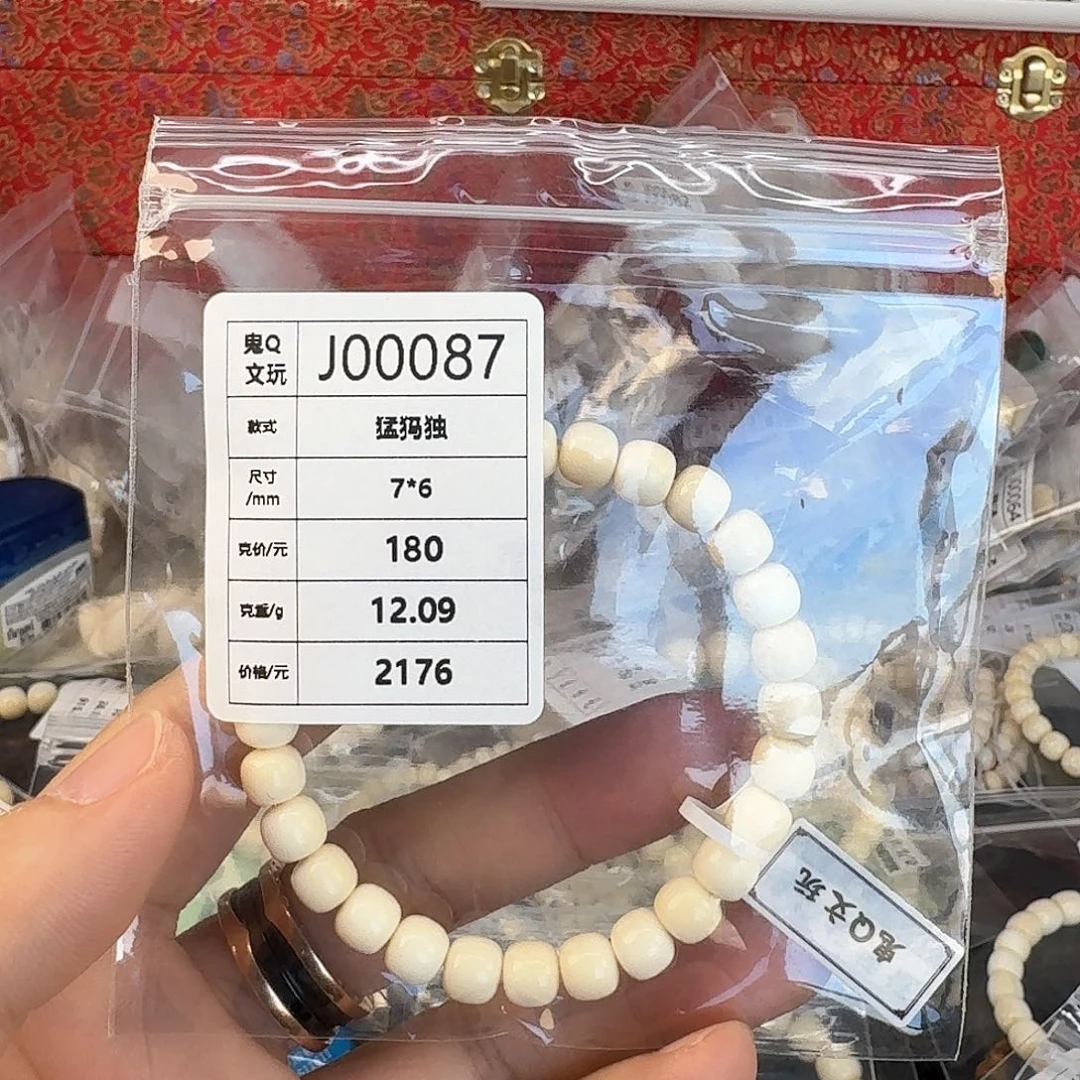 鬼Q
文玩
J00087
款式
猛犸独
尺寸
/mm
7*6
克价/元
180
克重/g
12.09
价格/元
2176
鬼Q文玩
J00064